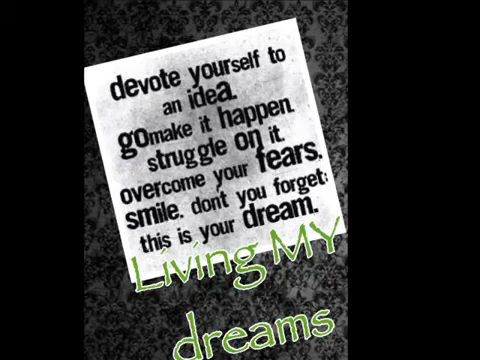 devote yourself to
an idea.
go make it happen.
struggle on it.
overcome your fears.
smile. dont you forget:
this is your dream.
Living MY
dreams